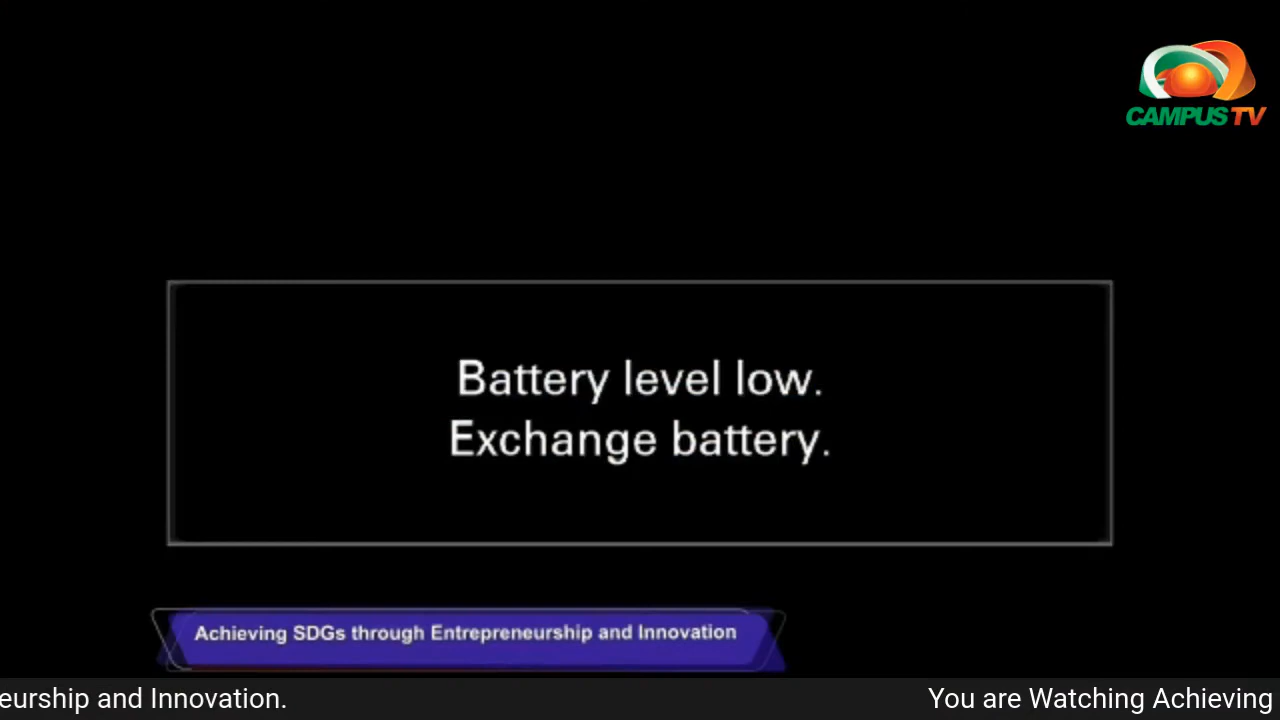 CAMPUS TV
Battery level low.
Exchange battery.
Achieving SDGs through Entrepreneurship and Innovation
eurship and Innovation. You are Watching Achieving